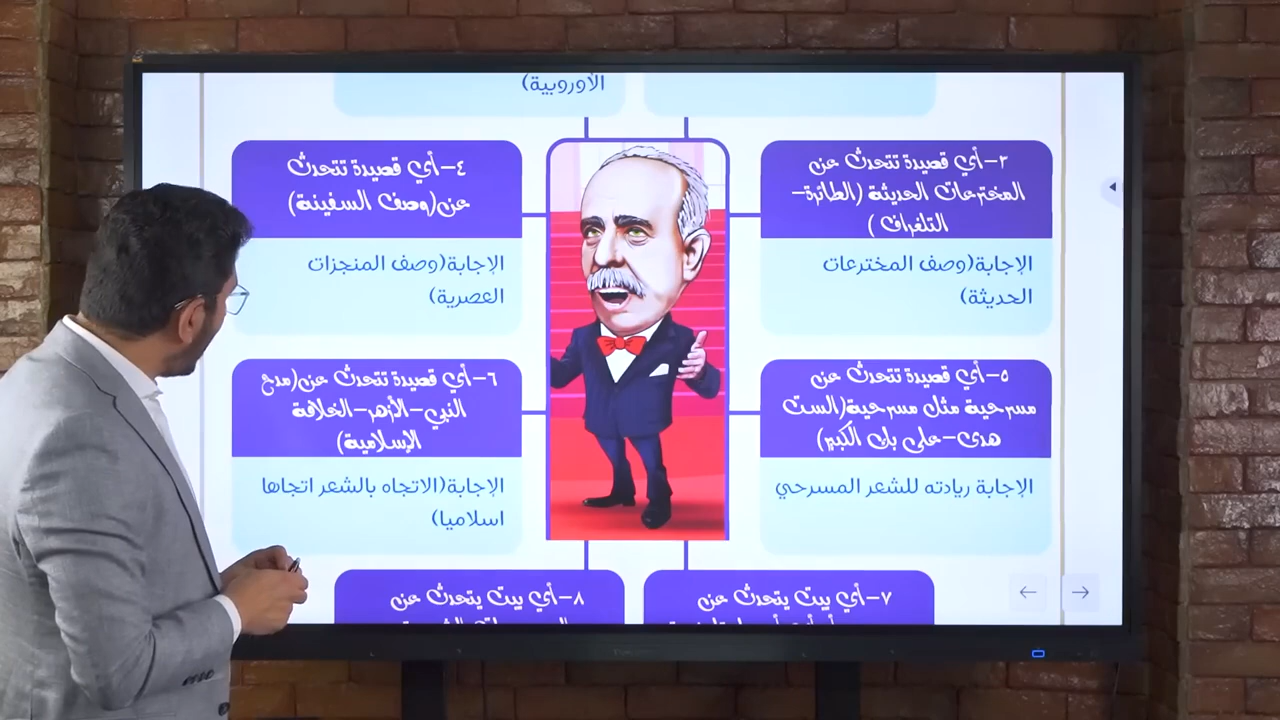 الأوروبية)
٣-أي قصيدة تتحدث عن
المخترعات الحديثة (الطائرة-
التلغراف )
الإجابة(وصف المخترعات
الحديثة)
٤-أي قصيدة تتحدث
عن(وصف السفينة)
الإجابة(وصف المنجزات
العصرية)
٥-أي قصيدة تتحدث عن
مسرحية مثل مسرحية(الست
هدى-على بك الكبير)
الإجابة ريادته للشعر المسرحي
٦-أي قصيدة تتحدث عن(مدح
النبي-الأزهر-الخلافة
الإسلامية)
الإجابة(الاتجاه بالشعر اتجاها
اسلاميا)
٧-أي بيت يتحدث عن
٨-أي بيت يتحدث عن